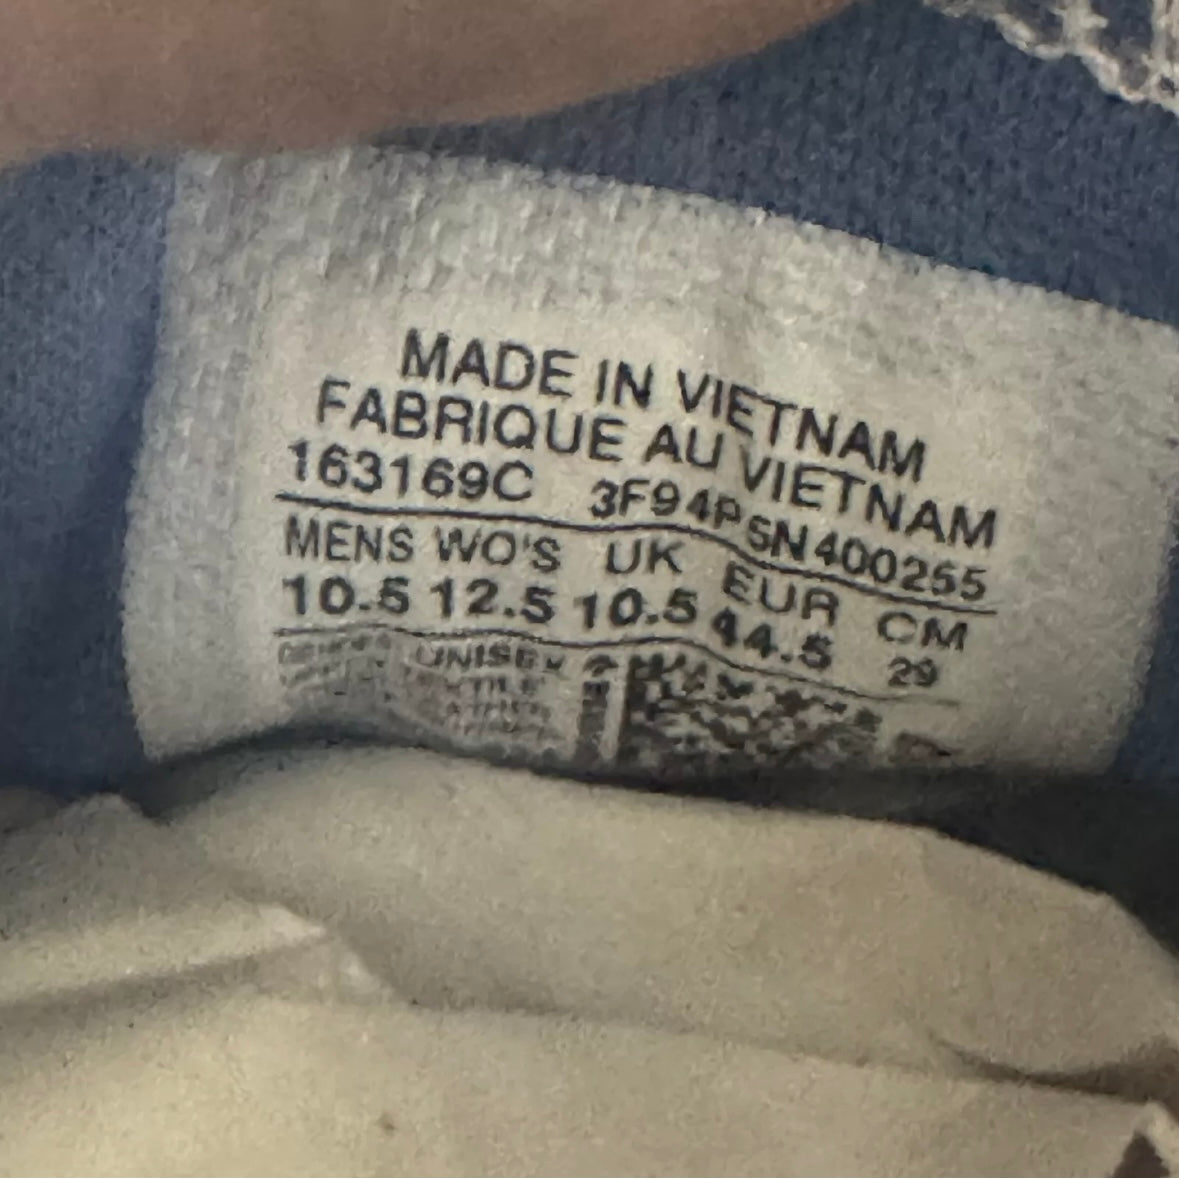 MADE IN VIETNAM
FABRIQUE AU VIETNAM
163169C 3F94PSN400255
MENS WO'S UK EUR CM
10.5 12.5 10.5 44.5 29
UNISEX